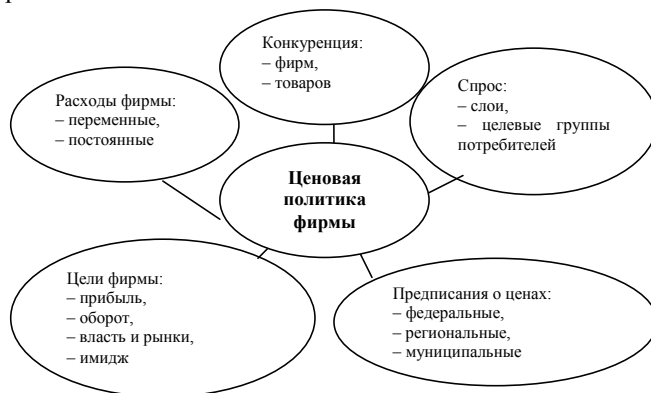 Конкуренция:
– фирм,
– товаров
Расходы фирмы:
– переменные,
– постоянные
Спрос:
– слои,
– целевые группы
потребителей
Ценовая
политика
фирмы
Цели фирмы:
– прибыль,
– оборот,
– власть и рынки,
– имидж
Предписания о ценах:
– федеральные,
– региональные,
– муниципальные